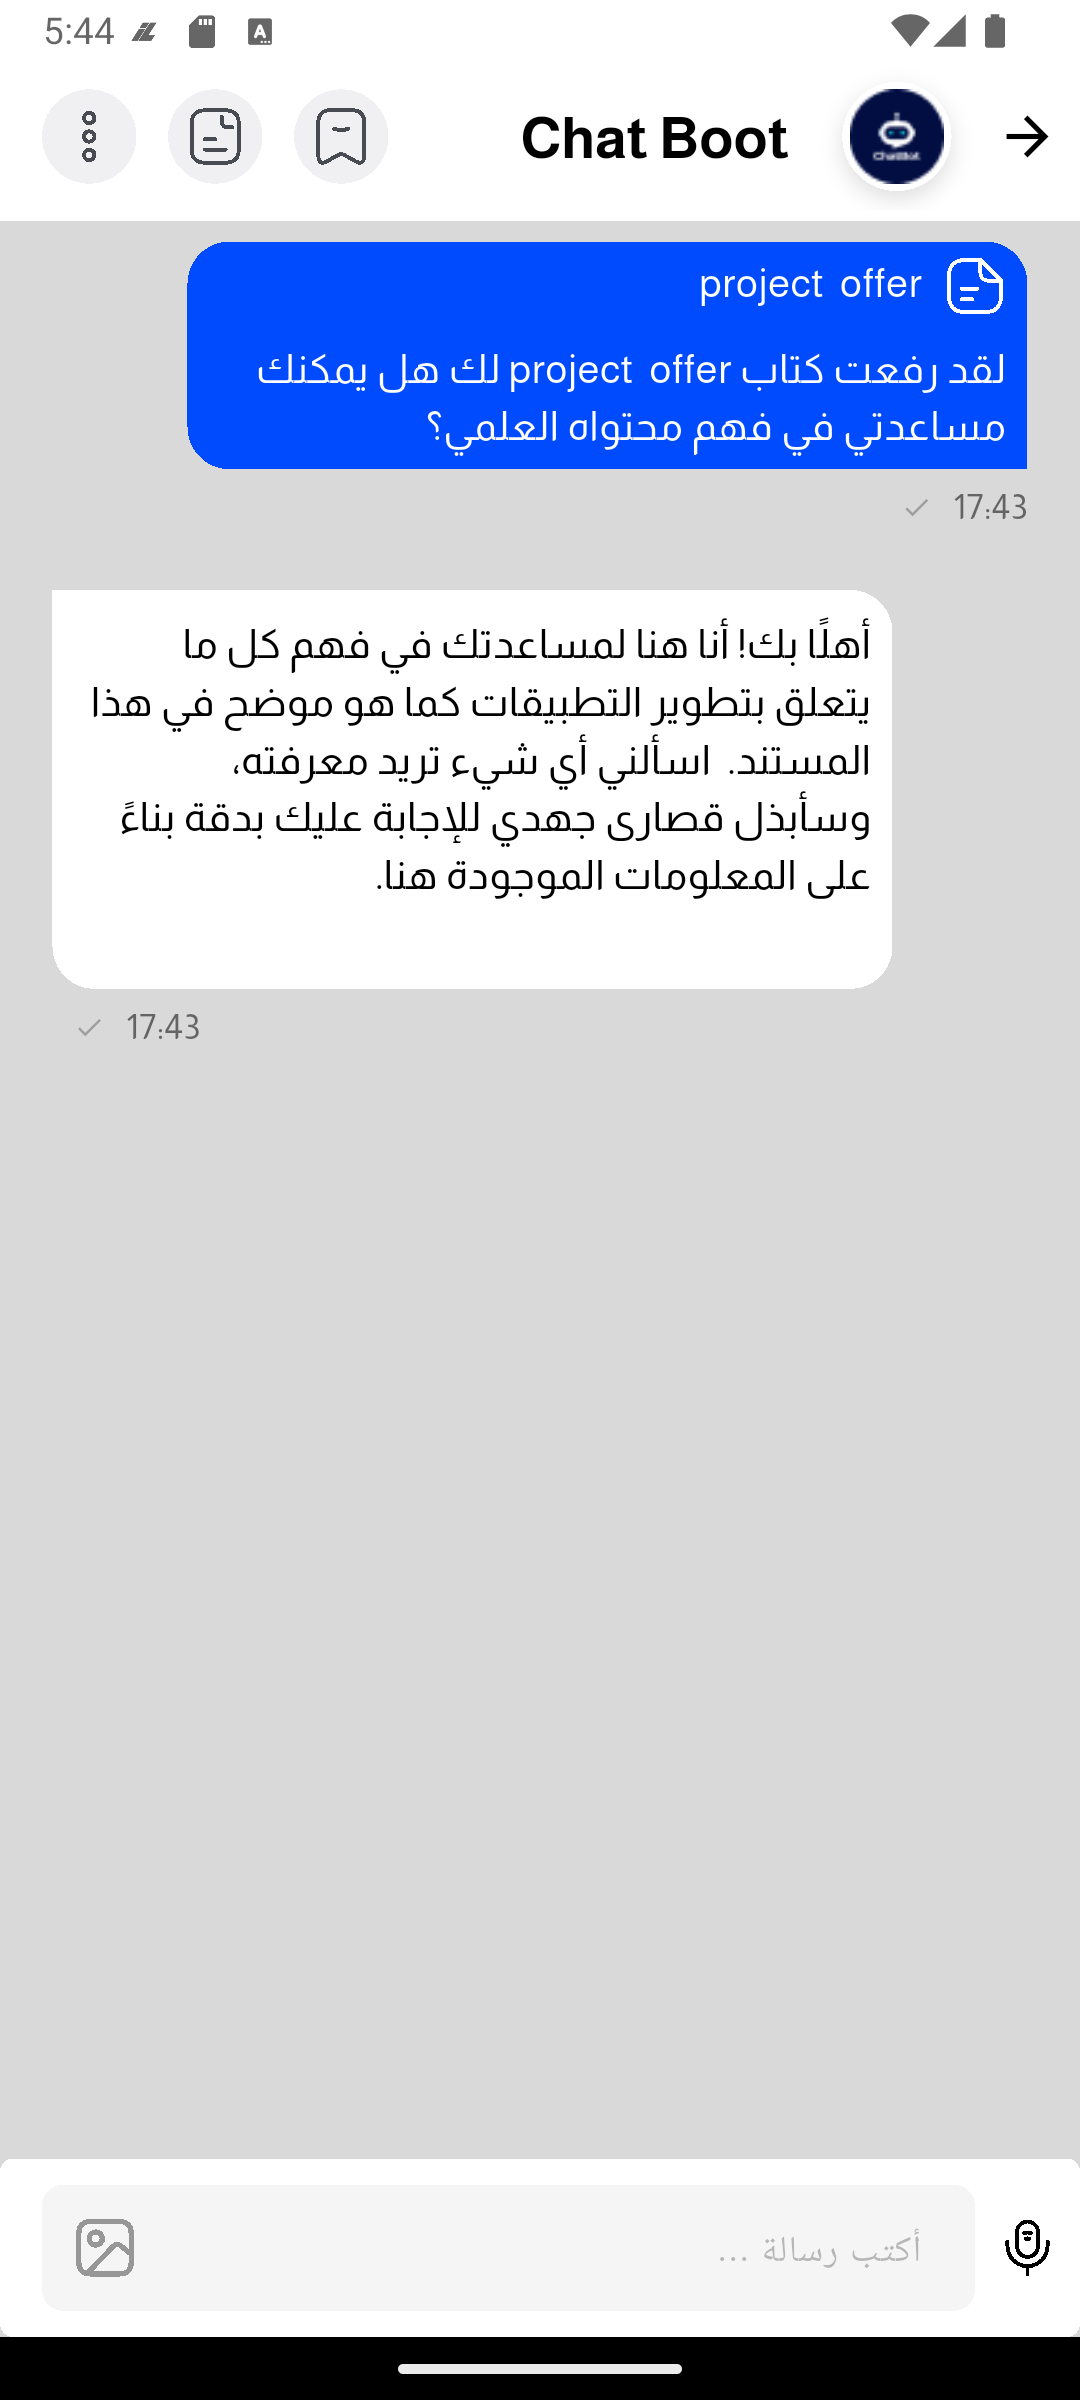 5:44
Chat Boot
ChatBot
project offer
لقد رفعت كتاب project offer لك هل يمكنك
مساعدتي في فهم محتواه العلمي؟
17:43
أهلًا بك! أنا هنا لمساعدتك في فهم كل ما
يتعلق بتطوير التطبيقات كما هو موضح في هذا
المستند. اسألني أي شيء تريد معرفته،
وسأبذل قصارى جهدي للإجابة عليك بدقة بناءً
على المعلومات الموجودة هنا.
17:43
أكتب رسالة ...